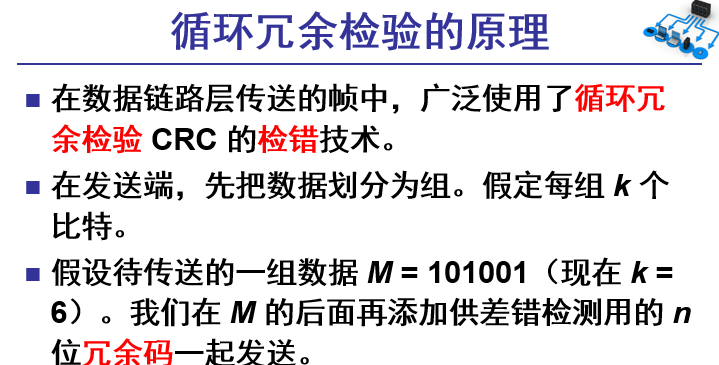 循环冗余检验的原理
在数据链路层传送的帧中，广泛使用了循环冗
余检验 CRC 的检错技术。
在发送端，先把数据划分为组。假定每组 k 个
比特。
假设待传送的一组数据 M = 101001（现在 k =
6）。我们在 M 的后面再添加供差错检测用的 n
位冗余码一起发送。